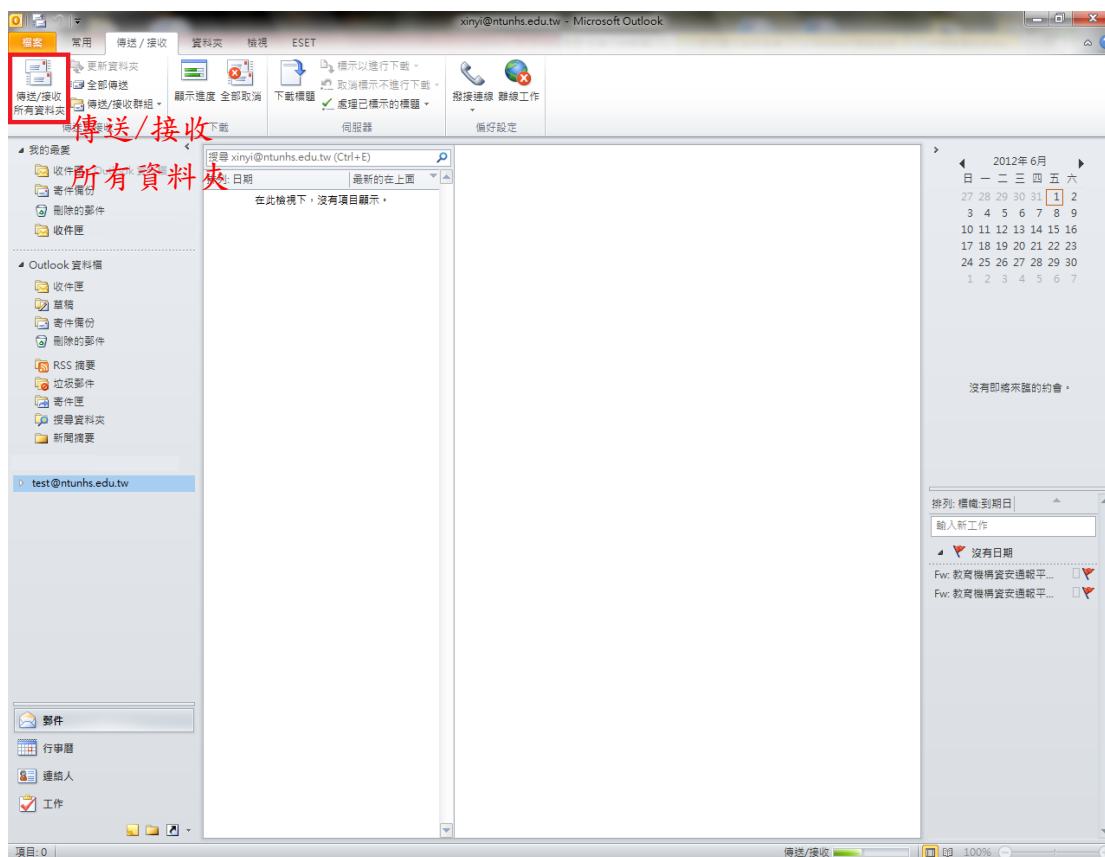 xinyi@ntunhs.edu.tw - Microsoft Outlook
檔案 常用 傳送/接收 資料夾 檢視 ESET
傳送/接收
所有資料夾
更新資料夾
全部傳送
傳送/接收群組
顯示進度
全部取消
下載
下載標題
標示以進行下載
取消標示不進行下載
處理已標示的標題
伺服器
撥接連線
離線工作
偏好設定
傳送/接收
所有資料夾
我的最愛
寄件備份
刪除的郵件
收件匣
Outlook 資料檔
收件匣
草稿
寄件備份
刪除的郵件
RSS 摘要
垃圾郵件
寄件匣
搜尋資料夾
新聞摘要
test@ntunhs.edu.tw
郵件
行事曆
連絡人
工作
搜尋 xinyi@ntunhs.edu.tw (Ctrl+E)
排列: 日期 最新的在上面
在此檢視下，沒有項目顯示。
2012年 6月
日 一 二 三 四 五 六
27 28 29 30 31 1 2
3 4 5 6 7 8 9
10 11 12 13 14 15 16
17 18 19 20 21 22 23
24 25 26 27 28 29 30
1 2 3 4 5 6 7
沒有即將來臨的約會。
排列: 標幟:到期日
輸入新工作
沒有日期
Fw: 教育機構資安通報平...
Fw: 教育機構資安通報平...
項目: 0
傳送/接收
100%